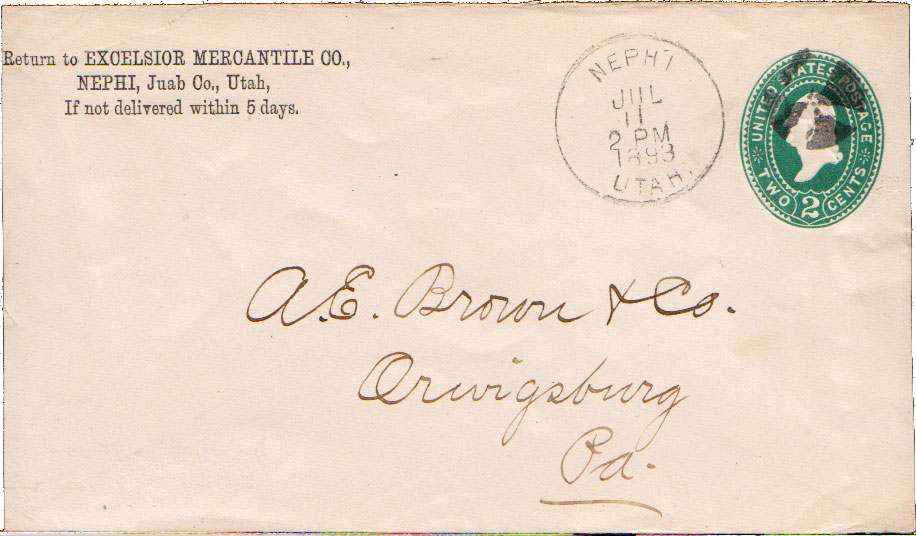 Return to EXCELSIOR MERCANTILE CO.,
NEPHI, Juab Co., Utah,
If not delivered within 5 days.
NEPHI
JUL
11
2 PM
1893
UTAH.
UNITED STATES POSTAGE
TWO 2 CENTS
A.E. Brown & Co.
Orwigsburg
Pa.